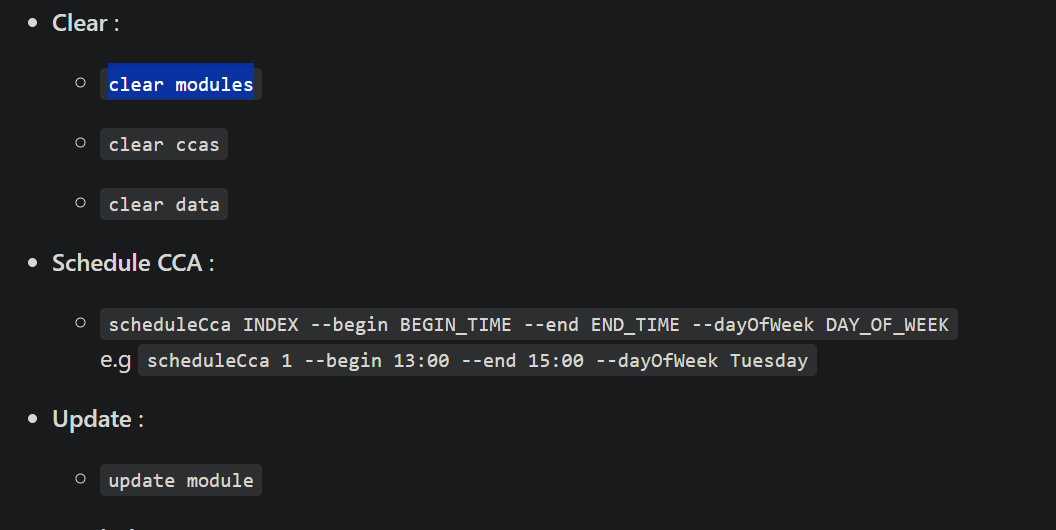 Clear :
clear modules
clear ccas
clear data
Schedule CCA :
scheduleCca INDEX --begin BEGIN_TIME --end END_TIME --dayOfWeek DAY_OF_WEEK
e.g scheduleCca 1 --begin 13:00 --end 15:00 --dayOfWeek Tuesday
Update :
update module